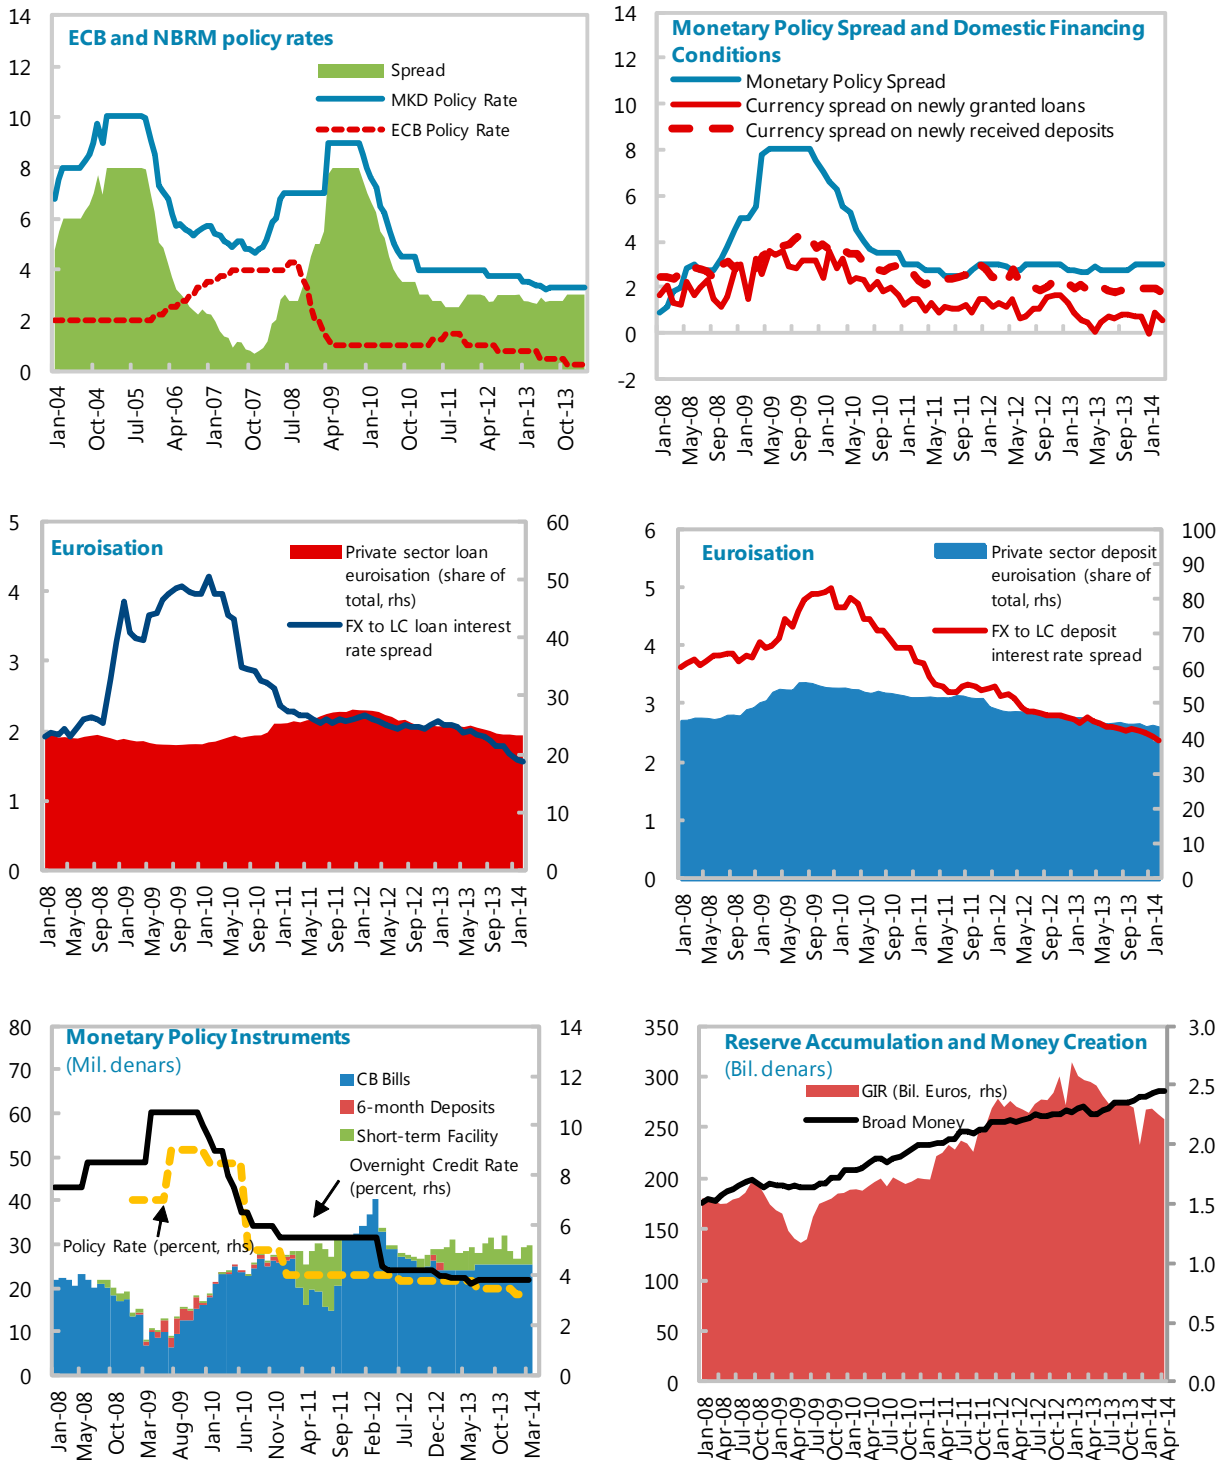 ECB and NBRM policy rates
Spread
MKD Policy Rate
ECB Policy Rate
14
12
10
8
6
4
2
0
Jan-04
Oct-04
Jul-05
Apr-06
Jan-07
Oct-07
Jul-08
Apr-09
Jan-10
Oct-10
Jul-11
Apr-12
Jan-13
Oct-13
Monetary Policy Spread and Domestic Financing
Conditions
Monetary Policy Spread
Currency spread on newly granted loans
Currency spread on newly received deposits
14
12
10
8
6
4
2
0
-2
Jan-08
May-08
Sep-08
Jan-09
May-09
Sep-09
Jan-10
May-10
Sep-10
Jan-11
May-11
Sep-11
Jan-12
May-12
Sep-12
Jan-13
May-13
Sep-13
Jan-14
Euroisation
Private sector loan
euroisation (share of
total, rhs)
FX to LC loan interest
rate spread
5
4
3
2
1
0
60
50
40
30
20
10
0
Jan-08
May-08
Sep-08
Jan-09
May-09
Sep-09
Jan-10
May-10
Sep-10
Jan-11
May-11
Sep-11
Jan-12
May-12
Sep-12
Jan-13
May-13
Sep-13
Jan-14
Euroisation
Private sector deposit
euroisation (share of
total, rhs)
FX to LC deposit
interest rate spread
6
5
4
3
2
1
0
100
90
80
70
60
50
40
30
20
10
0
Jan-08
May-08
Sep-08
Jan-09
May-09
Sep-09
Jan-10
May-10
Sep-10
Jan-11
May-11
Sep-11
Jan-12
May-12
Sep-12
Jan-13
May-13
Sep-13
Jan-14
Monetary Policy Instruments
(Mil. denars)
CB Bills
6-month Deposits
Short-term Facility
Overnight Credit Rate
(percent, rhs)
Policy Rate (percent, rhs)
80
70
60
50
40
30
20
10
0
14
12
10
8
6
4
2
0
Jan-08
May-08
Oct-08
Mar-09
Aug-09
Jan-10
Jun-10
Nov-10
Apr-11
Sep-11
Feb-12
Jul-12
Dec-12
May-13
Oct-13
Mar-14
Reserve Accumulation and Money Creation
(Bil. denars)
GIR (Bil. Euros, rhs)
Broad Money
350
300
250
200
150
100
50
0
3.0
2.5
2.0
1.5
1.0
0.5
0.0
Jan-08
Apr-08
Jul-08
Oct-08
Jan-09
Apr-09
Jul-09
Oct-09
Jan-10
Apr-10
Jul-10
Oct-10
Jan-11
Apr-11
Jul-11
Oct-11
Jan-12
Apr-12
Jul-12
Oct-12
Jan-13
Apr-13
Jul-13
Oct-13
Jan-14
Apr-14